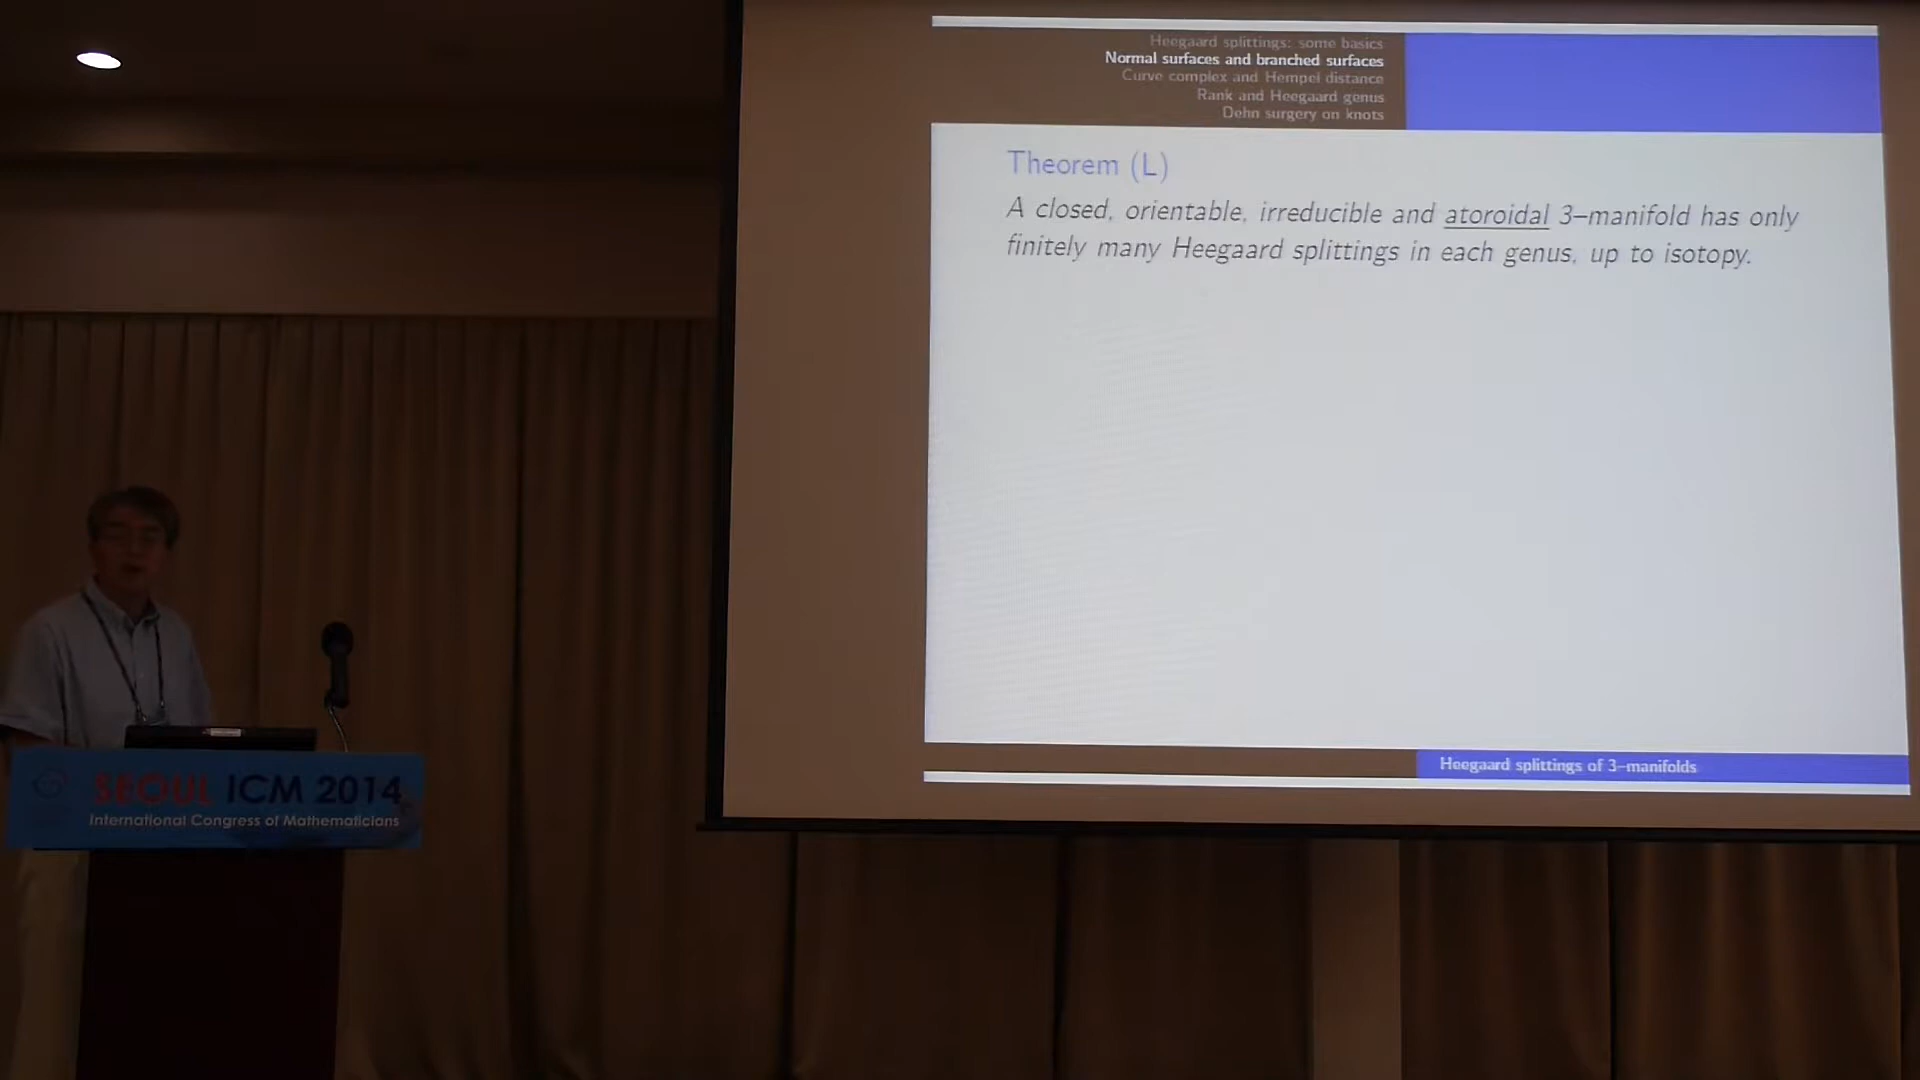 Heegaard splittings: some basics
Normal surfaces and branched surfaces
Curve complex and Hempel distance
Rank and Heegaard genus
Dehn surgery on knots
Theorem (L)
A closed, orientable, irreducible and atoroidal 3–manifold has only
finitely many Heegaard splittings in each genus, up to isotopy.
Heegaard splittings of 3–manifolds
SEOUL ICM 2014
International Congress of Mathematicians